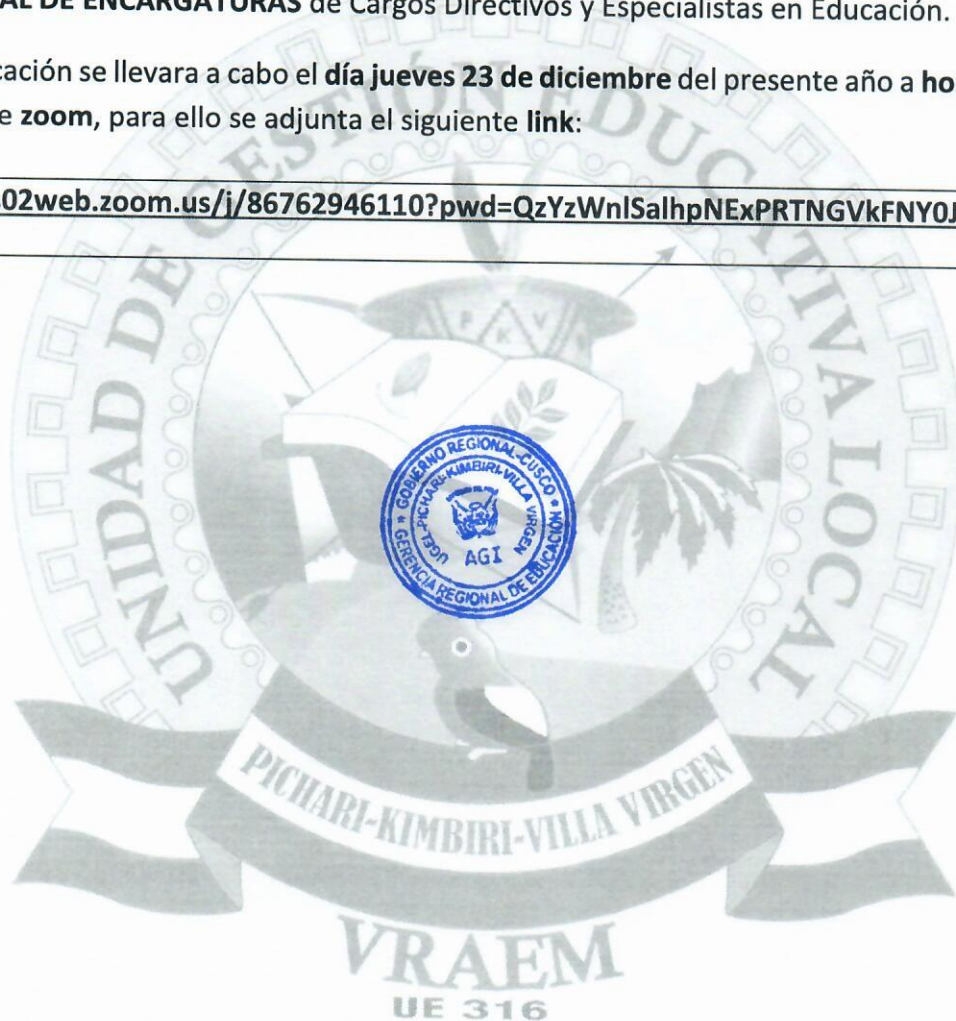 AL DE ENCARGATURAS de Cargos Directivos y Especialistas en Educación.
cación se llevara a cabo el día jueves 23 de diciembre del presente año a ho
e zoom, para ello se adjunta el siguiente link:
02web.zoom.us/j/86762946110?pwd=QzYzWnlSalhpNExPRTNGVkFNY0J
UNIDAD DE GESTIÓN EDUCATIVA LOCAL
P K V
GOBIERNO REGIONAL-CUSCO
GERENCIA REGIONAL DE EDUCACION
UGEL-PICHARI-KIMBIRI-VILLA VIRGEN
AGI
PICHARI-KIMBIRI-VILLA VIRGEN
VRAEM
UE 316